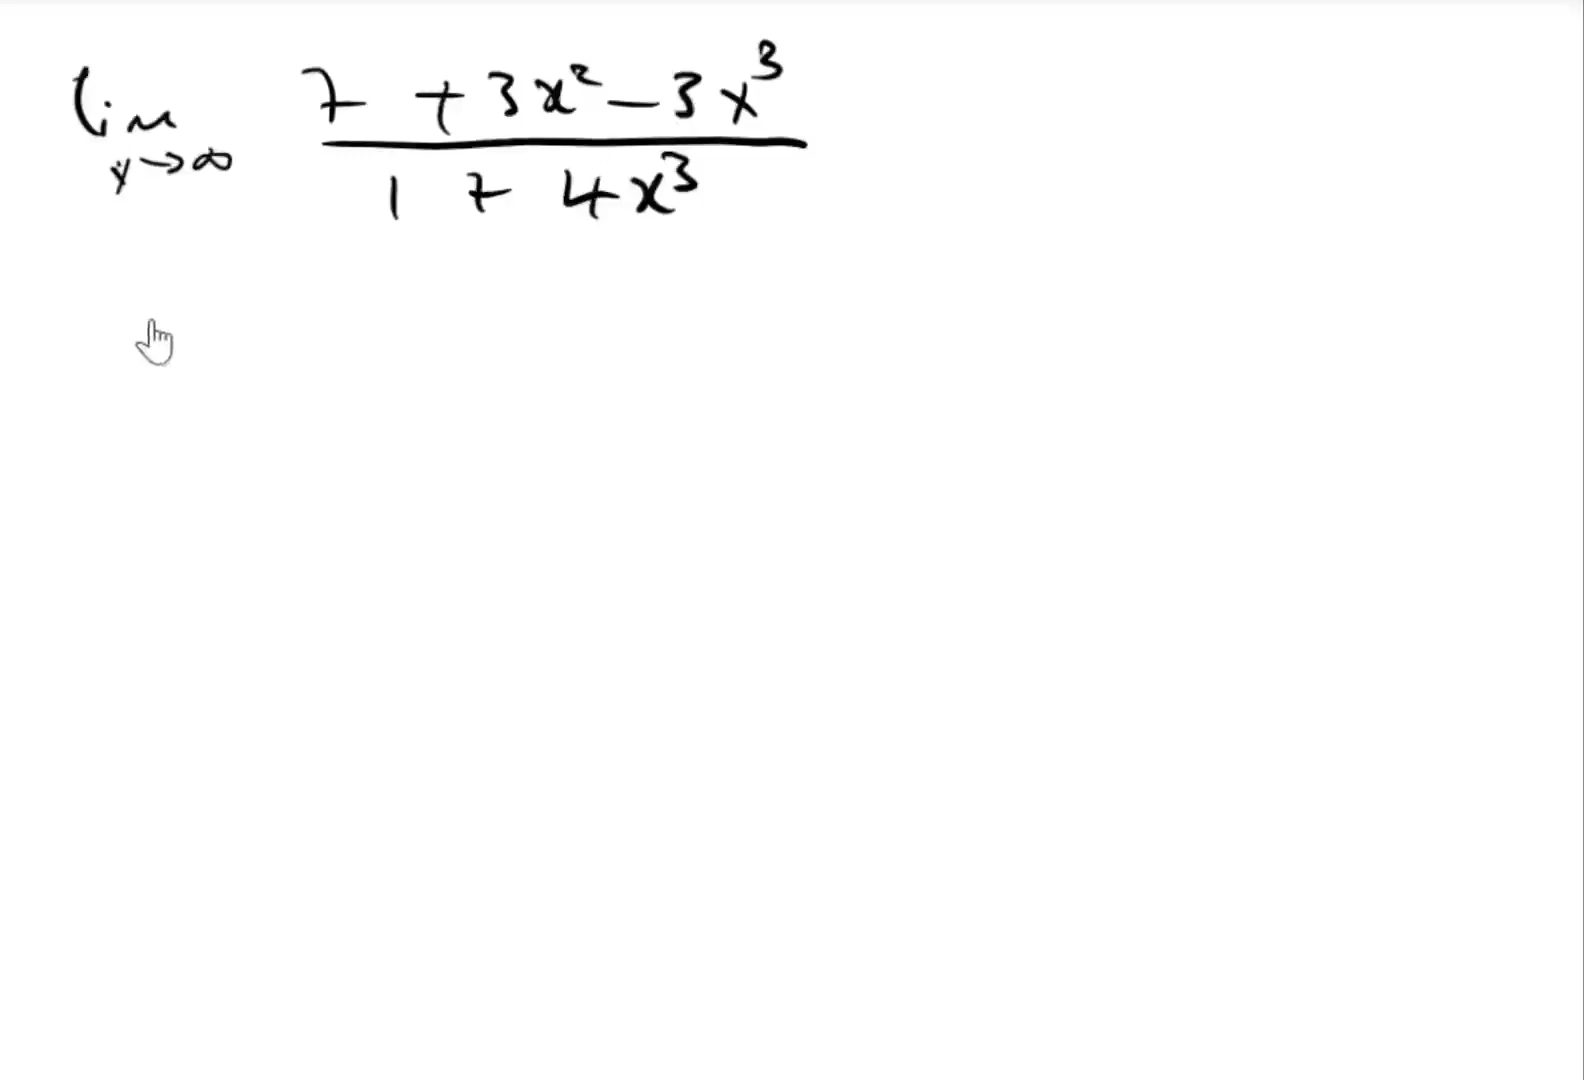 lim 7 + 3x² - 3x³
x→∞ 1 + 4x³